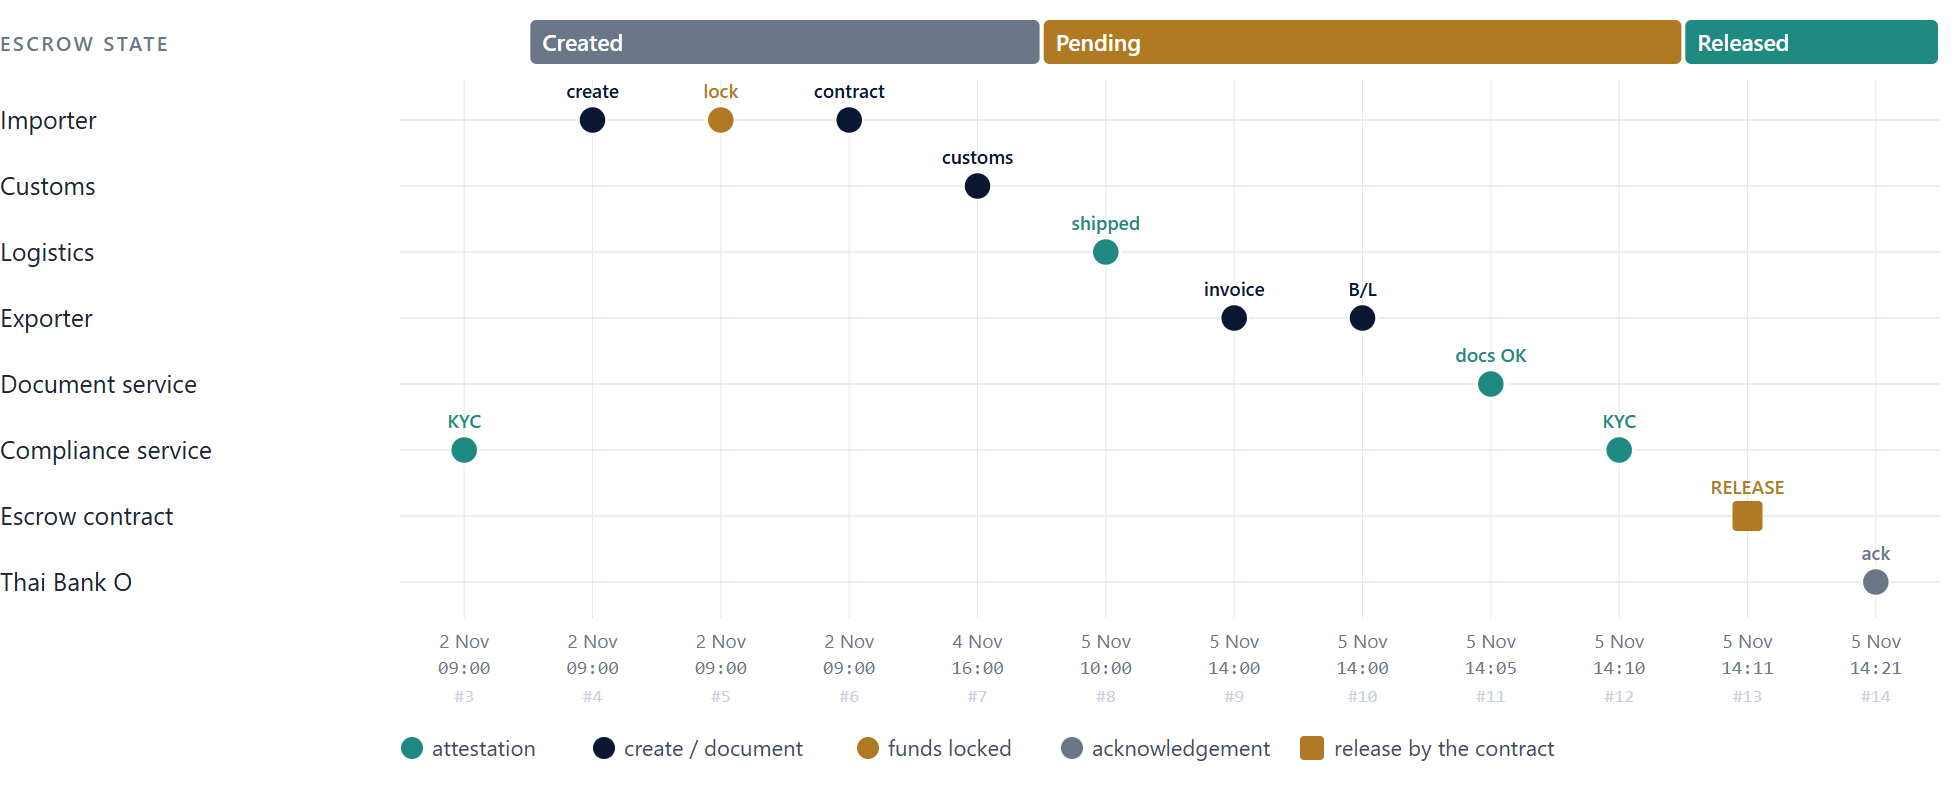 ESCROW STATE
Created
Pending
Released
create
lock
contract
Importer
customs
Customs
shipped
Logistics
invoice
B/L
Exporter
docs OK
Document service
KYC
KYC
Compliance service
RELEASE
Escrow contract
ack
Thai Bank O
2 Nov 2 Nov 2 Nov 2 Nov 4 Nov 5 Nov 5 Nov 5 Nov 5 Nov 5 Nov 5 Nov 5 Nov
09:00 09:00 09:00 09:00 16:00 10:00 14:00 14:00 14:05 14:10 14:11 14:21
#3 #4 #5 #6 #7 #8 #9 #10 #11 #12 #13 #14
attestation
create / document
funds locked
acknowledgement
release by the contract